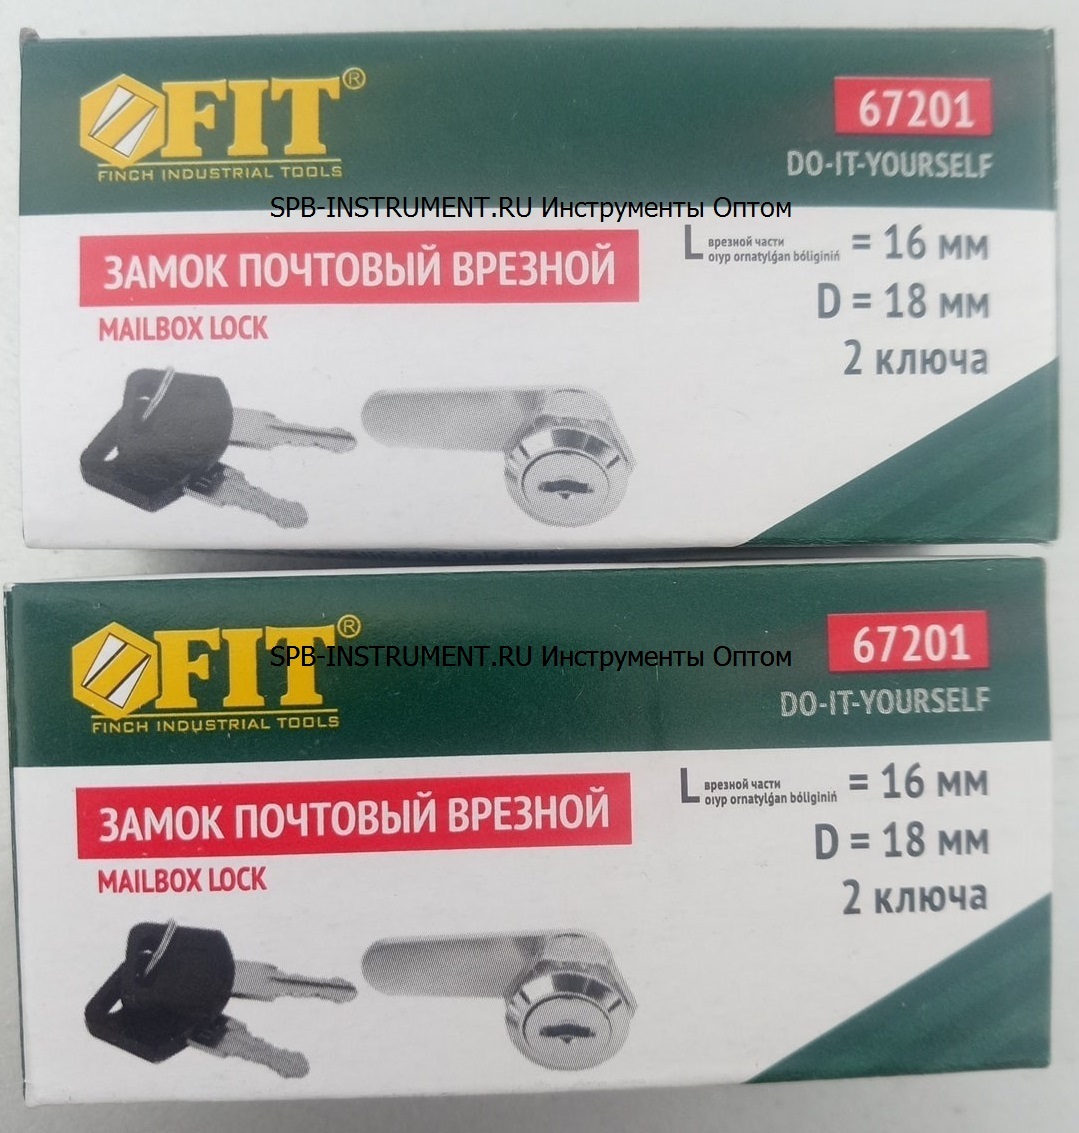 FIT®
FINCH INDUSTRIAL TOOLS
67201
DO-IT-YOURSELF
SPB-INSTRUMENT.RU Инструменты Оптом
ЗАМОК ПОЧТОВЫЙ ВРЕЗНОЙ
MAILBOX LOCK
L врезной части = 16 мм
oıyp ornatylǵan bóliginiń
D = 18 мм
2 ключа
FIT®
FINCH INDUSTRIAL TOOLS
67201
SPB-INSTRUMENT.RU Инструменты Оптом
DO-IT-YOURSELF
ЗАМОК ПОЧТОВЫЙ ВРЕЗНОЙ
MAILBOX LOCK
L врезной части = 16 мм
oıyp ornatylǵan bóliginiń
D = 18 мм
2 ключа